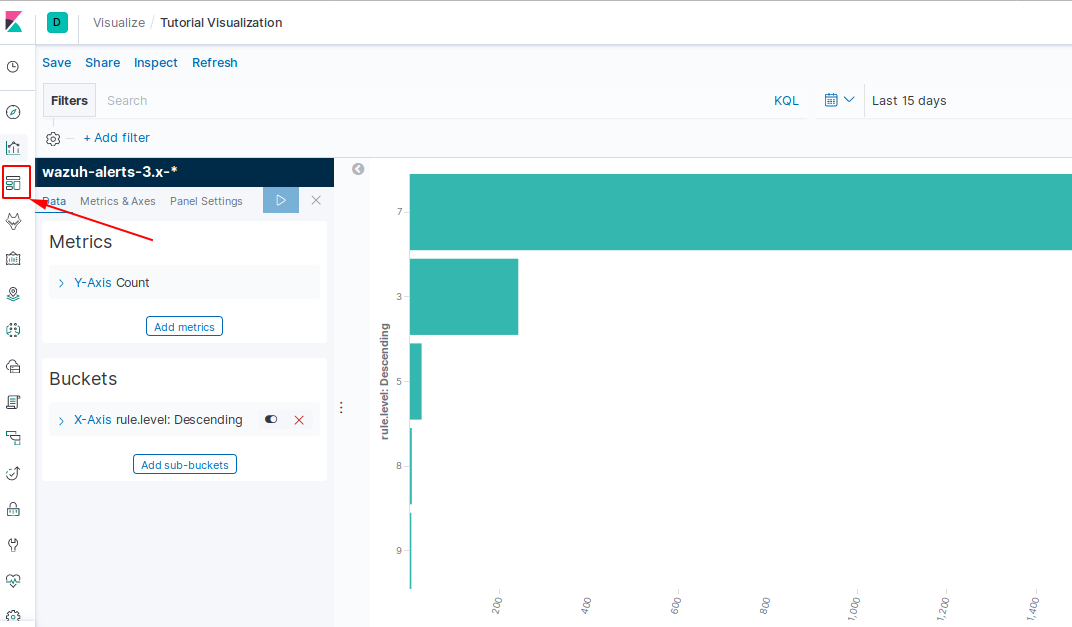 D Visualize / Tutorial Visualization
Save Share Inspect Refresh
Filters Search KQL Last 15 days
+ Add filter
wazuh-alerts-3.x-*
Data Metrics & Axes Panel Settings
Metrics
Y-Axis Count
Add metrics
Buckets
X-Axis rule.level: Descending
Add sub-buckets
rule.level: Descending
7
3
5
8
9
200 400 600 800 1,000 1,200 1,400